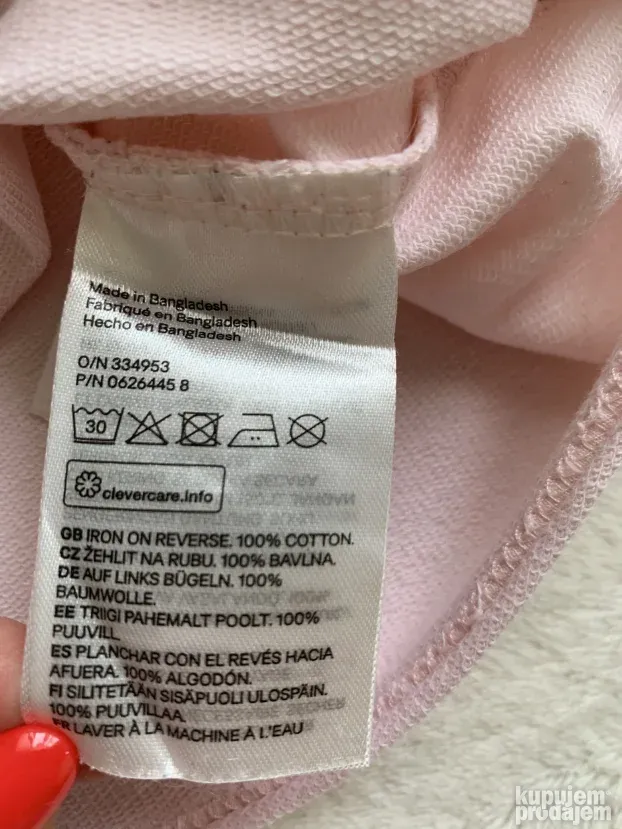 Made in Bangladesh
Fabriqué en Bangladesh
Hecho en Bangladesh
O/N 334953
P/N 0626445 8
30
clevercare.info
GB IRON ON REVERSE. 100% COTTON.
CZ ŽEHLIT NA RUBU. 100% BAVLNA.
DE AUF LINKS BÜGELN. 100%
BAUMWOLLE.
EE TRIIGI PAHEMALT POOLT. 100%
PUUVILL
ES PLANCHAR CON EL REVÉS HACIA
AFUERA. 100% ALGODÓN.
FI SILITETÄÄN SISÄPUOLI ULOSPÄIN.
100% PUUVILLAA.
FR LAVER À LA MACHINE À L'EAU
kupujem
prodajem